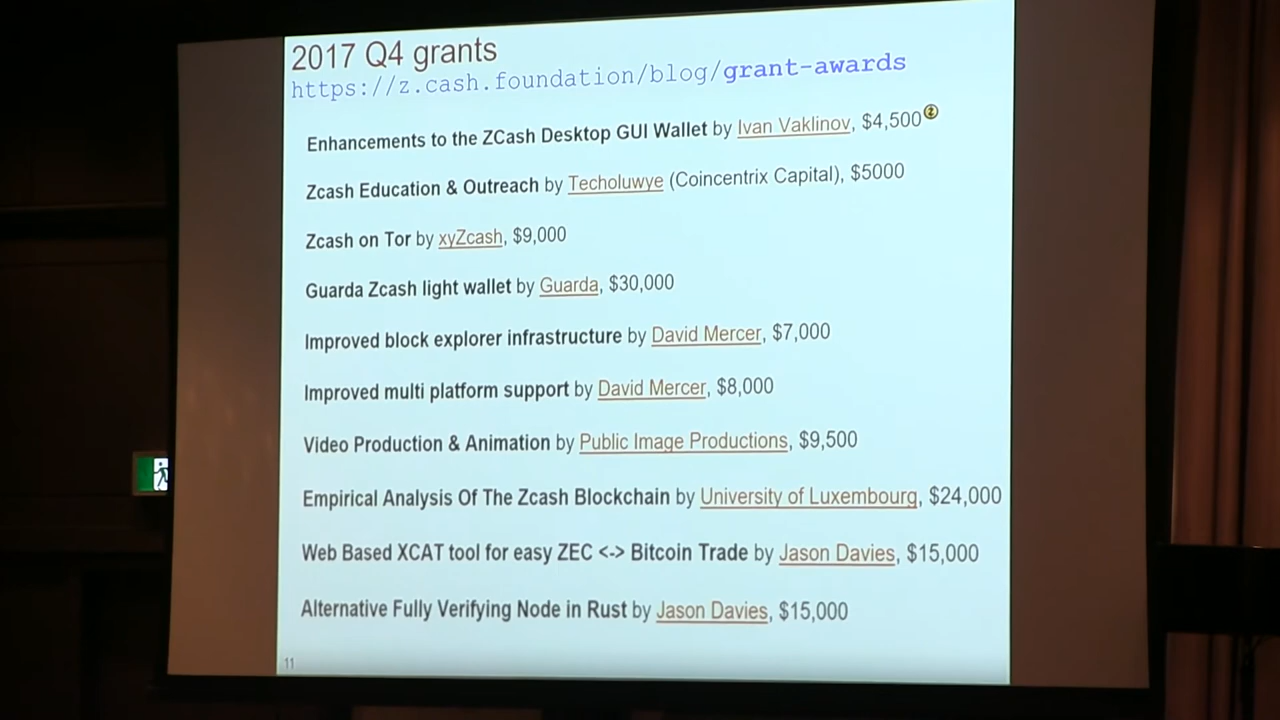 2017 Q4 grants
https://z.cash.foundation/blog/grant-awards
Enhancements to the ZCash Desktop GUI Wallet by Ivan Vaklinov, $4,500
Zcash Education & Outreach by Techoluwye (Coincentrix Capital), $5000
Zcash on Tor by xyZcash, $9,000
Guarda Zcash light wallet by Guarda, $30,000
Improved block explorer infrastructure by David Mercer, $7,000
Improved multi platform support by David Mercer, $8,000
Video Production & Animation by Public Image Productions, $9,500
Empirical Analysis Of The Zcash Blockchain by University of Luxembourg, $24,000
Web Based XCAT tool for easy ZEC <-> Bitcoin Trade by Jason Davies, $15,000
Alternative Fully Verifying Node in Rust by Jason Davies, $15,000
11